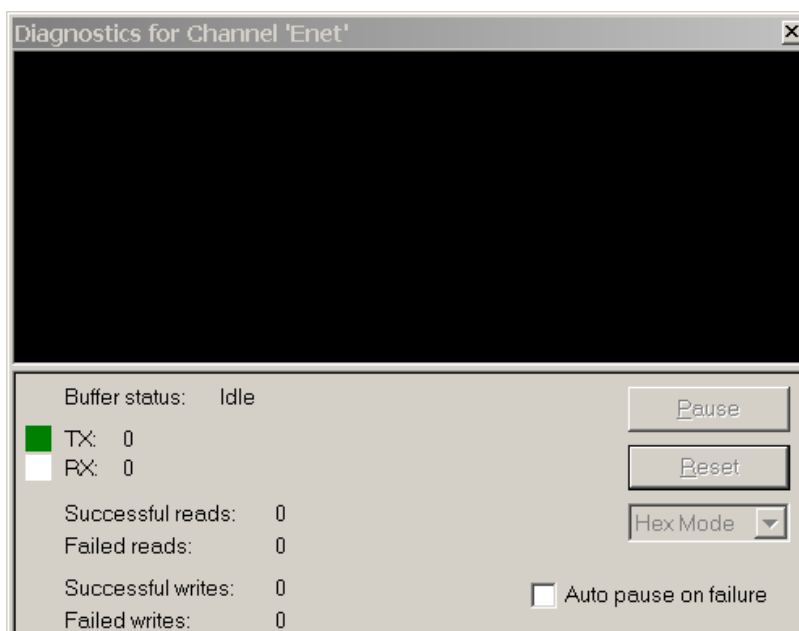 Diagnostics for Channel 'Enet'
Buffer status: Idle
Pause
TX: 0
RX: 0
Reset
Successful reads: 0
Hex Mode
Failed reads: 0
Successful writes: 0
Auto pause on failure
Failed writes: 0